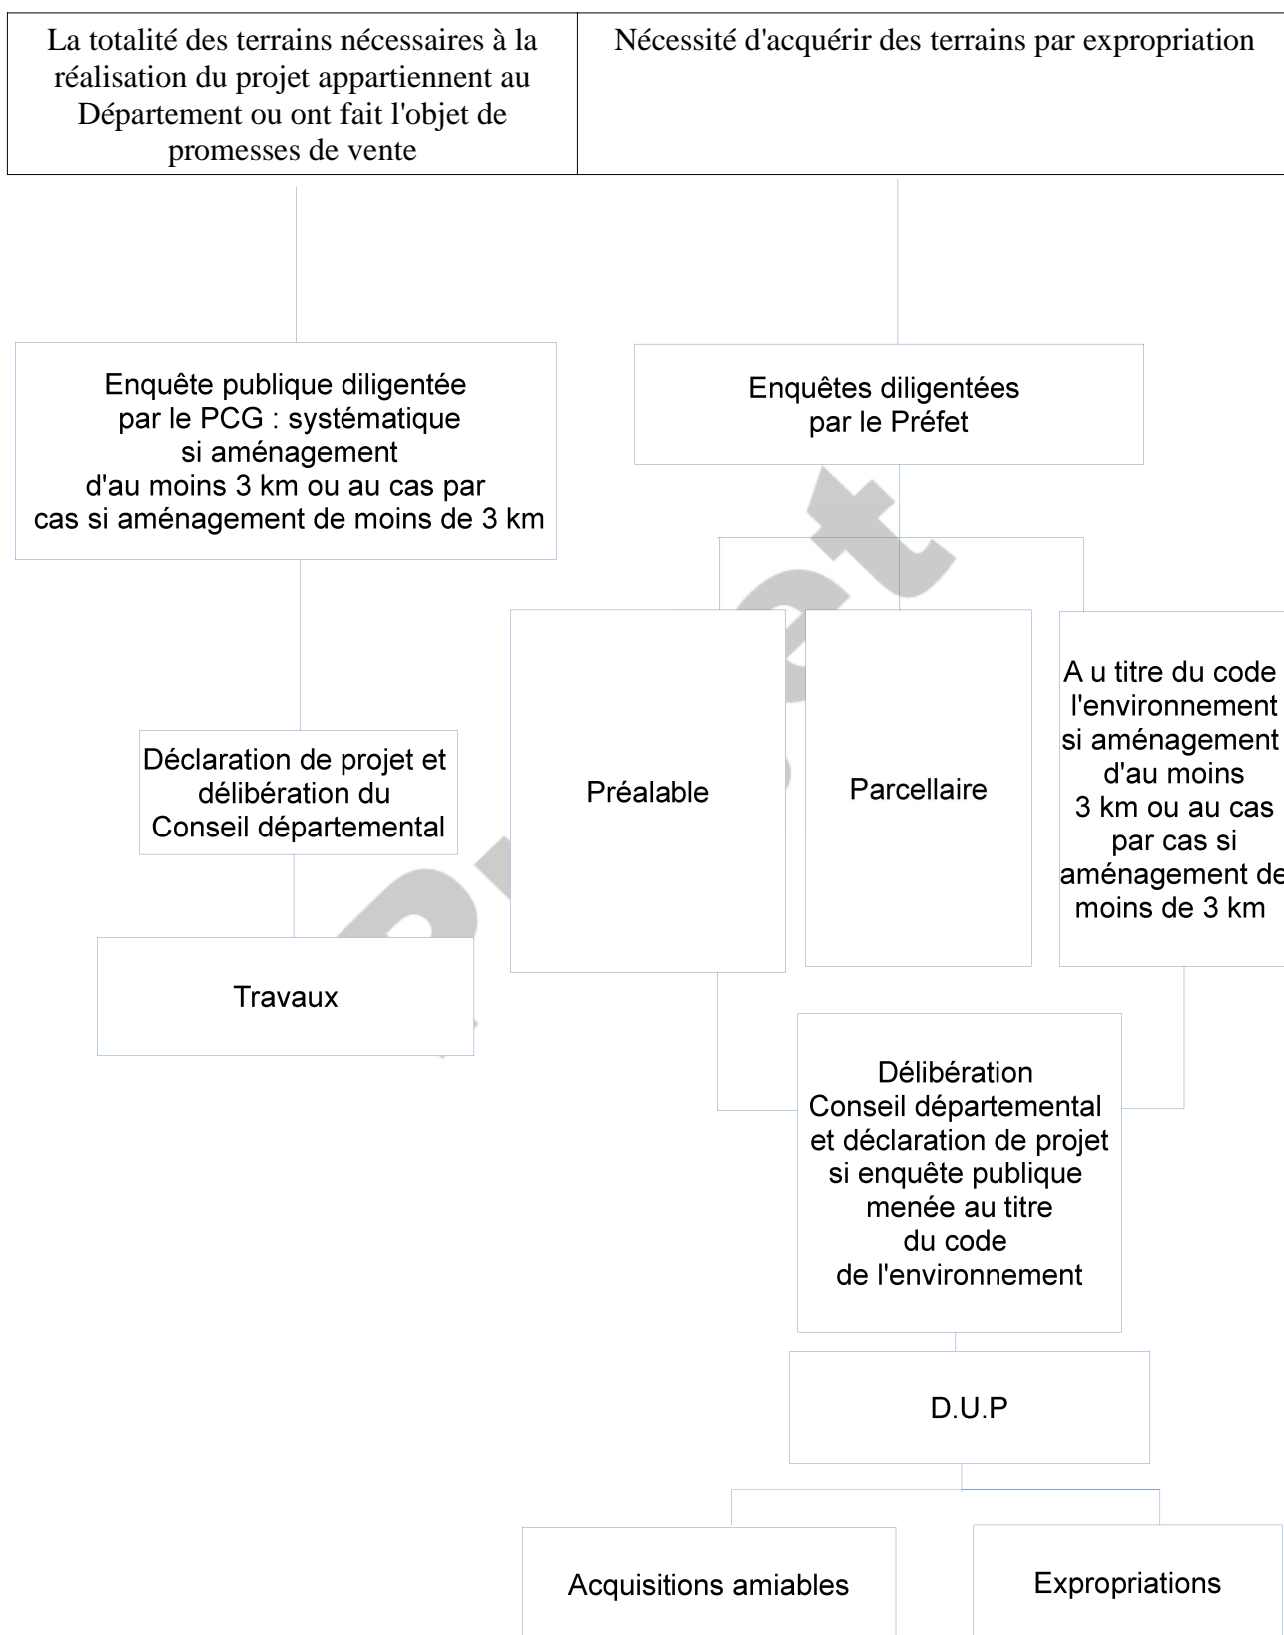 La totalité des terrains nécessaires à la
réalisation du projet appartiennent au
Département ou ont fait l'objet de
promesses de vente
Nécessité d'acquérir des terrains par expropriation
Enquête publique diligentée
par le PCG : systématique
si aménagement
d'au moins 3 km ou au cas par
cas si aménagement de moins de 3 km
Enquêtes diligentées
par le Préfet
Déclaration de projet et
délibération du
Conseil départemental
Travaux
Préalable
Parcellaire
A u titre du code
l'environnement
si aménagement
d'au moins
3 km ou au cas
par cas si
aménagement de
moins de 3 km
Délibération
Conseil départemental
et déclaration de projet
si enquête publique
menée au titre
du code
de l'environnement
D.U.P
Acquisitions amiables
Expropriations